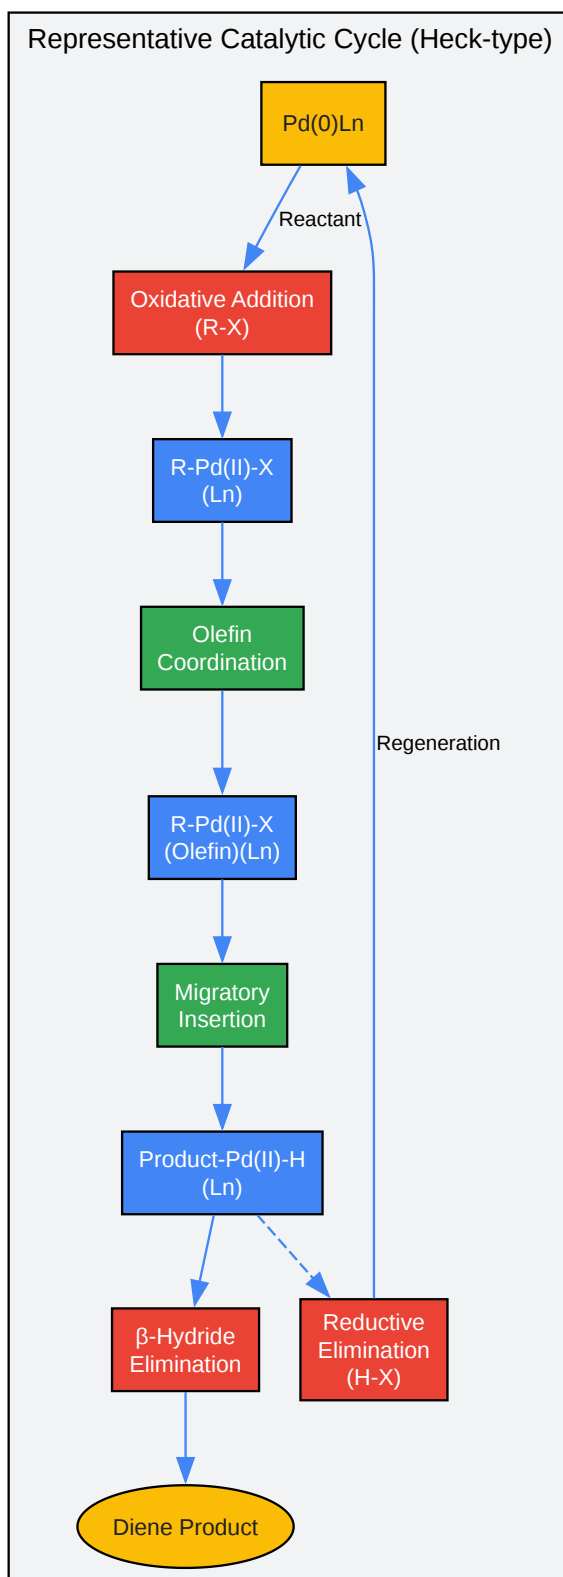 Representative Catalytic Cycle (Heck-type)
Pd(0)Ln
Reactant
Oxidative Addition
(R-X)
R-Pd(II)-X
(Ln)
Olefin
Coordination
Regeneration
R-Pd(II)-X
(Olefin)(Ln)
Migratory
Insertion
Product-Pd(II)-H
(Ln)
β-Hydride
Elimination
Reductive
Elimination
(H-X)
Diene Product